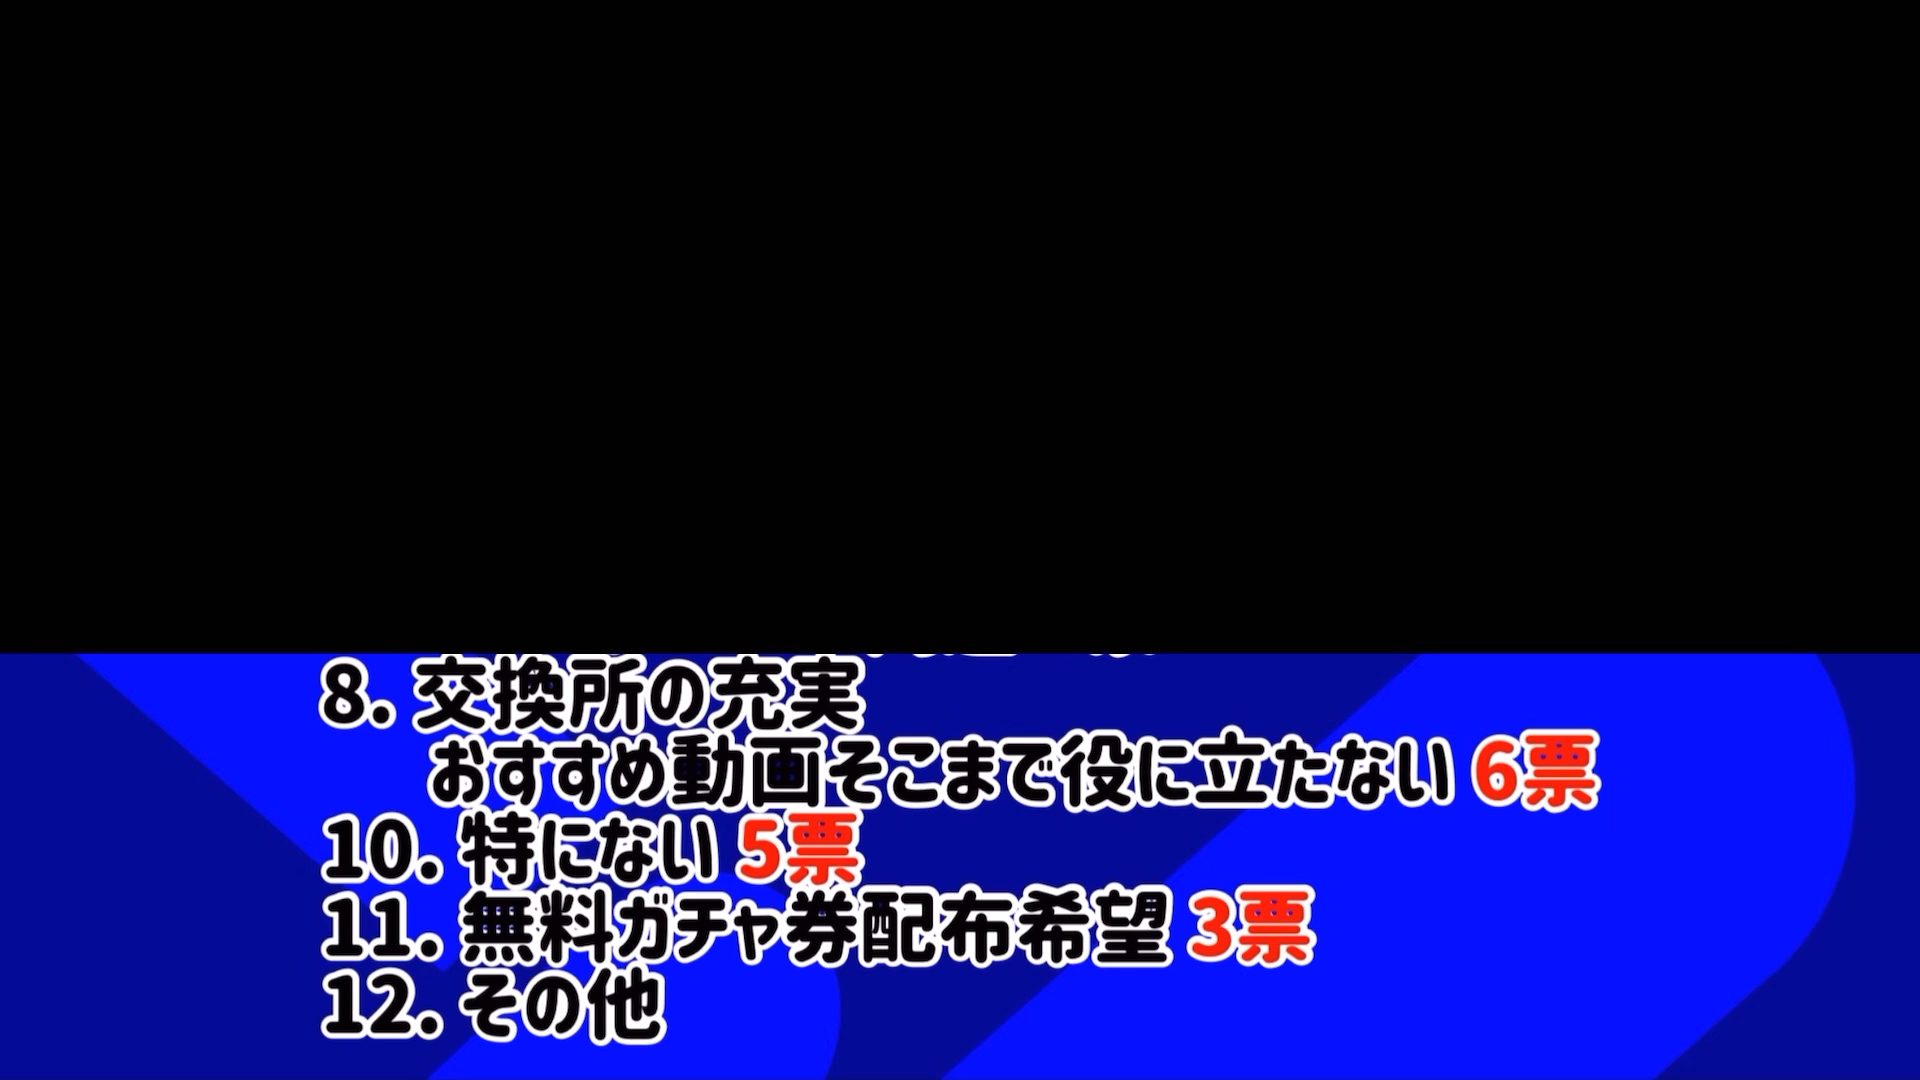 8. 交換所の充実
おすすめ動画そこまで役に立たない 6票
10. 特にない 5票
11. 無料ガチャ券配布希望 3票
12. その他